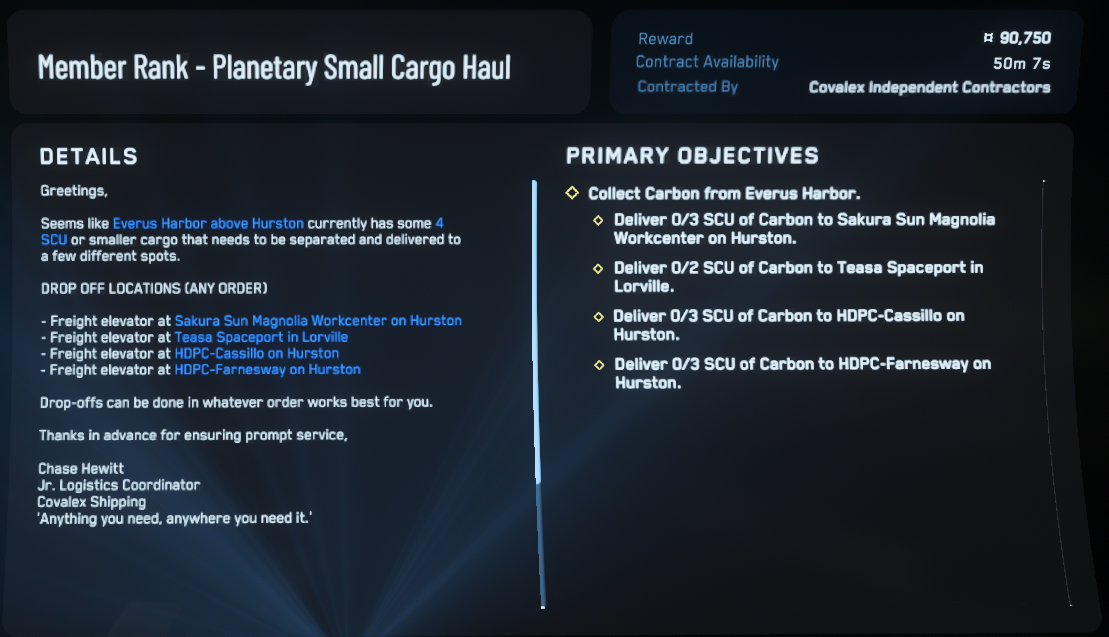 Member Rank - Planetary Small Cargo Haul
Reward
¤ 90,750
Contract Availability
50m 7s
Contracted By
Covalex Independent Contractors
DETAILS
Greetings,
Seems like Everus Harbor above Hurston currently has some 4
SCU or smaller cargo that needs to be separated and delivered to
a few different spots.
DROP OFF LOCATIONS (ANY ORDER)
- Freight elevator at Sakura Sun Magnolia Workcenter on Hurston
- Freight elevator at Teasa Spaceport in Lorville
- Freight elevator at HDPC-Cassillo on Hurston
- Freight elevator at HDPC-Farnesway on Hurston
Drop-offs can be done in whatever order works best for you.
Thanks in advance for ensuring prompt service,
Chase Hewitt
Jr. Logistics Coordinator
Covalex Shipping
'Anything you need, anywhere you need it.'
PRIMARY OBJECTIVES
Collect Carbon from Everus Harbor.
Deliver 0/3 SCU of Carbon to Sakura Sun Magnolia
Workcenter on Hurston.
Deliver 0/2 SCU of Carbon to Teasa Spaceport in
Lorville.
Deliver 0/3 SCU of Carbon to HDPC-Cassillo on
Hurston.
Deliver 0/3 SCU of Carbon to HDPC-Farnesway on
Hurston.